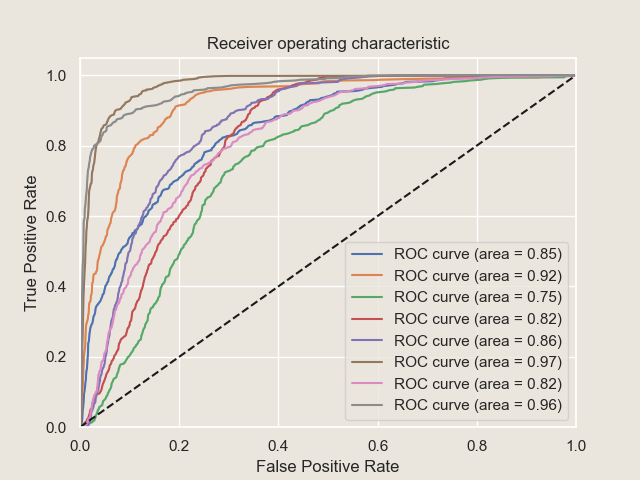 Receiver operating characteristic
True Positive Rate
1.0
0.8
0.6
0.4
0.2
0.0
ROC curve (area = 0.85)
ROC curve (area = 0.92)
ROC curve (area = 0.75)
ROC curve (area = 0.82)
ROC curve (area = 0.86)
ROC curve (area = 0.97)
ROC curve (area = 0.82)
ROC curve (area = 0.96)
0.0 0.2 0.4 0.6 0.8 1.0
False Positive Rate